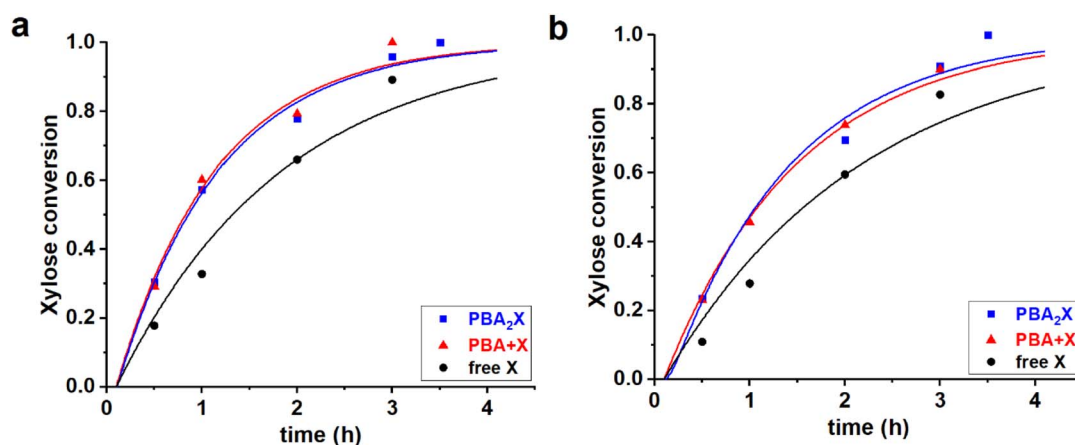 a
Xylose conversion
1.0
0.8
0.6
0.4
0.2
0.0
PBA₂X
PBA+X
free X
0
1
2
3
4
time (h)
b
Xylose conversion
1.0
0.8
0.6
0.4
0.2
0.0
PBA₂X
PBA+X
free X
0
1
2
3
4
time (h)